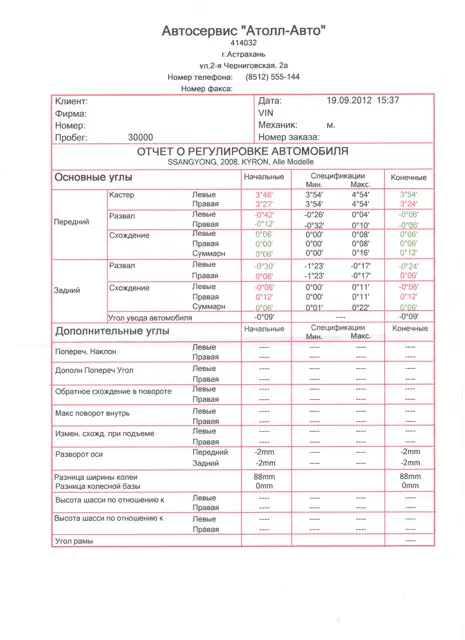 Автосервис "Атолл-Авто"
414032
г.Астрахань
ул.2-я Черниговская, 2а
Номер телефона: (8512) 555-144
Номер факса:
Клиент: Дата: 19.09.2012 15:37
Фирма: VIN
Номер: Механик: м.
Пробег: 30000 Номер заказа:
ОТЧЕТ О РЕГУЛИРОВКЕ АВТОМОБИЛЯ
SSANGYONG, 2008, KYRON, Alle Modelle
Основные углы Начальные Спецификации Конечные
Мин. Макс.
Передний Кастер Левые 3°46' 3°54' 4°54' 3°54'
Правая 3°27' 3°54' 4°54' 3°24'
Развал Левые -0°42' -0°26' 0°04' -0°06'
Правая -0°12' -0°32' 0°10' -0°06'
Схождение Левые 0°06' 0°00' 0°08' 0°06'
Правая 0°00' 0°00' 0°08' 0°06'
Суммарн 0°06' 0°00' 0°16' 0°12'
Задний Развал Левые -0°30' -1°23' -0°17' -0°24'
Правая 0°06' -1°23' -0°17' 0°06'
Схождение Левые -0°06' 0°00' 0°11' -0°06'
Правая 0°12' 0°00' 0°11' 0°12'
Суммарн 0°06' 0°01' 0°22' 0°06'
Угол увода автомобиля -0°09' ---- -0°09'
Дополнительные углы Начальные Спецификации Конечные
Мин. Макс.
Попереч. Наклон Левые ---- ---- ---- ----
Правая ---- ---- ---- ----
Дополн Попереч Угол Левые ---- ---- ---- ----
Правая ---- ---- ---- ----
Обратное схождение в повороте Левые ---- ---- ---- ----
Правая ---- ---- ---- ----
Макс поворот внутрь Левые ---- ---- ---- ----
Правая ---- ---- ---- ----
Измен. схожд. при подъеме Левые ---- ---- ---- ----
Правая ---- ---- ---- ----
Разворот оси Передний -2mm ---- ---- -2mm
Задний -2mm ---- ---- -2mm
Разница ширины колеи 88mm 88mm
Разница колесной базы 0mm 0mm
Высота шасси по отношению к Левые ---- ---- ---- ----
Правая ---- ---- ---- ----
Высота шасси по отношению к Левые ---- ---- ---- ----
Правая ---- ---- ---- ----
Угол рамы ---- ----